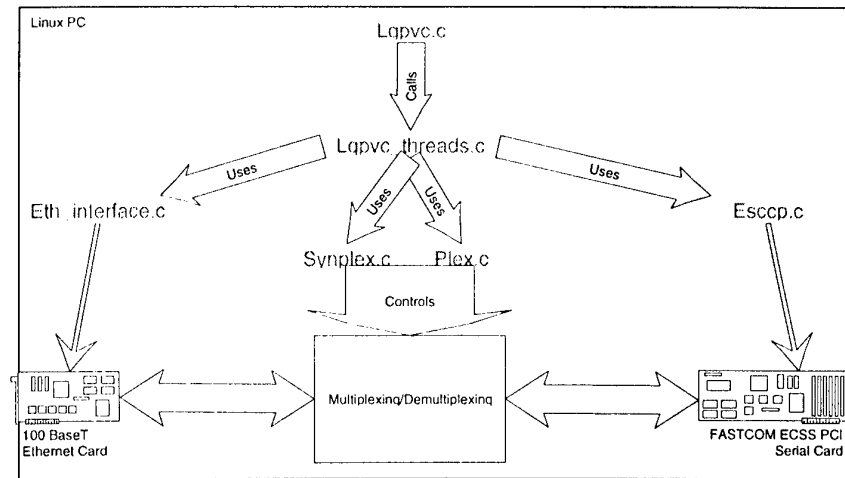 Linux PC
Lqpvc.c
Calls
Lqpvc_threads.c
Uses
Uses
Uses
Uses
Eth_interface.c
Esccp.c
Synplex.c
Plex.c
Controls
Multiplexing/Demultiplexing
100 BaseT
Ethernet Card
FASTCOM ECSS PCI
Serial Card